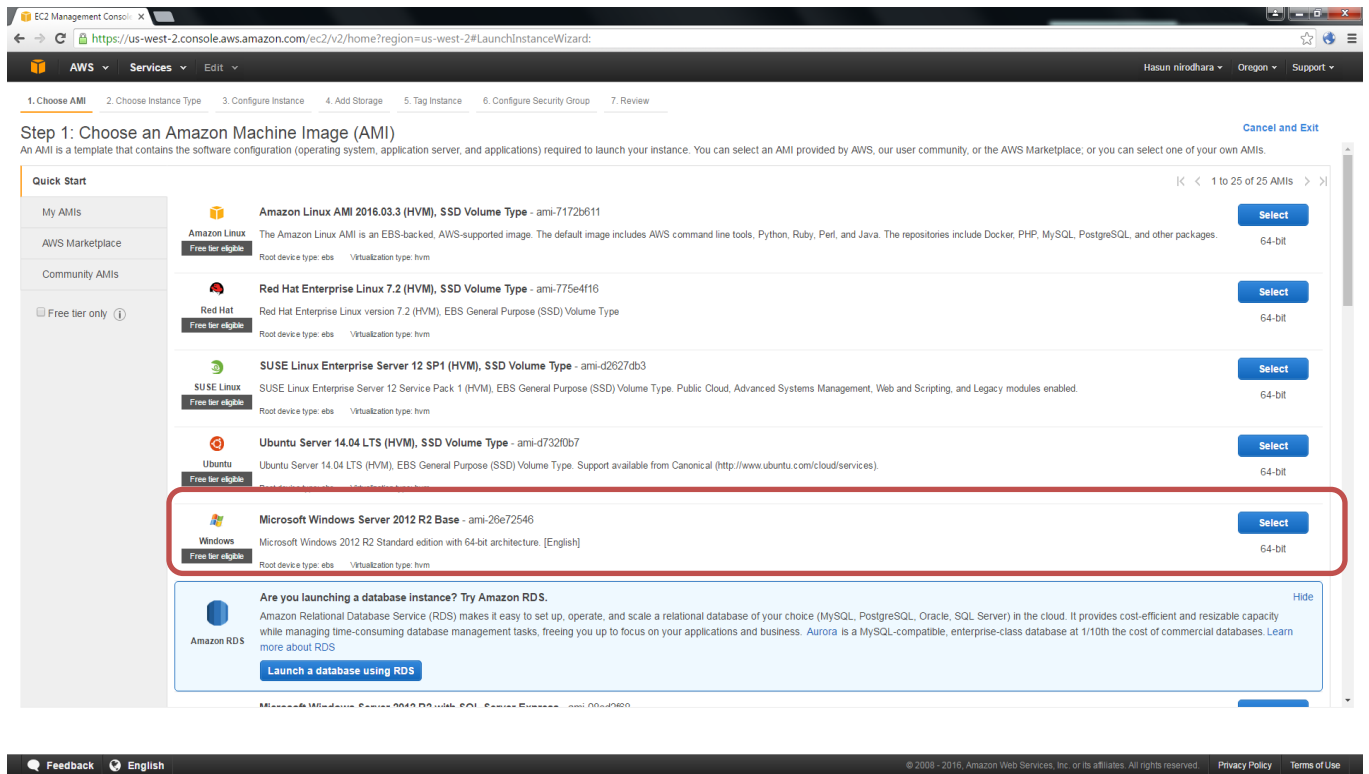 EC2 Management Console
https://us-west-2.console.aws.amazon.com/ec2/v2/home?region=us-west-2#LaunchInstanceWizard:
AWS Services Edit Hasun nirodhara Oregon Support
1. Choose AMI 2. Choose Instance Type 3. Configure Instance 4. Add Storage 5. Tag Instance 6. Configure Security Group 7. Review
Step 1: Choose an Amazon Machine Image (AMI)
Cancel and Exit
An AMI is a template that contains the software configuration (operating system, application server, and applications) required to launch your instance. You can select an AMI provided by AWS, our user community, or the AWS Marketplace; or you can select one of your own AMIs.
Quick Start
1 to 25 of 25 AMIs
My AMIs
AWS Marketplace
Community AMIs
Free tier only
Amazon Linux
Free tier eligible
Amazon Linux AMI 2016.03.3 (HVM), SSD Volume Type - ami-7172b611
The Amazon Linux AMI is an EBS-backed, AWS-supported image. The default image includes AWS command line tools, Python, Ruby, Perl, and Java. The repositories include Docker, PHP, MySQL, PostgreSQL, and other packages.
Root device type: ebs Virtualization type: hvm
Select
64-bit
Red Hat
Free tier eligible
Red Hat Enterprise Linux 7.2 (HVM), SSD Volume Type - ami-775e4f16
Red Hat Enterprise Linux version 7.2 (HVM), EBS General Purpose (SSD) Volume Type
Root device type: ebs Virtualization type: hvm
Select
64-bit
SUSE Linux
Free tier eligible
SUSE Linux Enterprise Server 12 SP1 (HVM), SSD Volume Type - ami-d2627db3
SUSE Linux Enterprise Server 12 Service Pack 1 (HVM), EBS General Purpose (SSD) Volume Type. Public Cloud, Advanced Systems Management, Web and Scripting, and Legacy modules enabled.
Root device type: ebs Virtualization type: hvm
Select
64-bit
Ubuntu
Free tier eligible
Ubuntu Server 14.04 LTS (HVM), SSD Volume Type - ami-d732f0b7
Ubuntu Server 14.04 LTS (HVM), EBS General Purpose (SSD) Volume Type. Support available from Canonical (http://www.ubuntu.com/cloud/services).
Root device type: ebs Virtualization type: hvm
Select
64-bit
Windows
Free tier eligible
Microsoft Windows Server 2012 R2 Base - ami-26e72546
Microsoft Windows 2012 R2 Standard edition with 64-bit architecture. [English]
Root device type: ebs Virtualization type: hvm
Select
64-bit
Amazon RDS
Are you launching a database instance? Try Amazon RDS.
Hide
Amazon Relational Database Service (RDS) makes it easy to set up, operate, and scale a relational database of your choice (MySQL, PostgreSQL, Oracle, SQL Server) in the cloud. It provides cost-efficient and resizable capacity
while managing time-consuming database management tasks, freeing you up to focus on your applications and business. Aurora is a MySQL-compatible, enterprise-class database at 1/10th the cost of commercial databases. Learn
more about RDS
Launch a database using RDS
Microsoft Windows Server 2012 R2 with SQL Server Express
Feedback English
© 2008 - 2016, Amazon Web Services, Inc. or its affiliates. All rights reserved. Privacy Policy Terms of Use